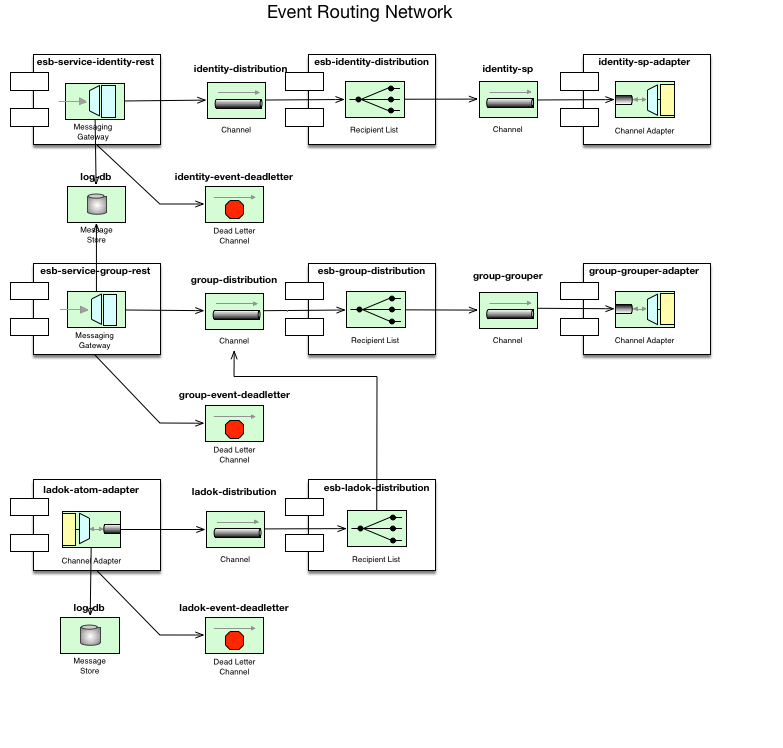 Event Routing Network
esb-service-identity-rest
identity-distribution
esb-identity-distribution
identity-sp
identity-sp-adapter
Messaging
Gateway
Channel
Recipient List
Channel
Channel Adapter
log-db
identity-event-deadletter
Message
Store
Dead Letter
Channel
esb-service-group-rest
group-distribution
esb-group-distribution
group-grouper
group-grouper-adapter
Messaging
Gateway
Channel
Recipient List
Channel
Channel Adapter
group-event-deadletter
Dead Letter
Channel
ladok-atom-adapter
ladok-distribution
esb-ladok-distribution
Channel Adapter
Channel
Recipient List
log-db
ladok-event-deadletter
Message
Store
Dead Letter
Channel